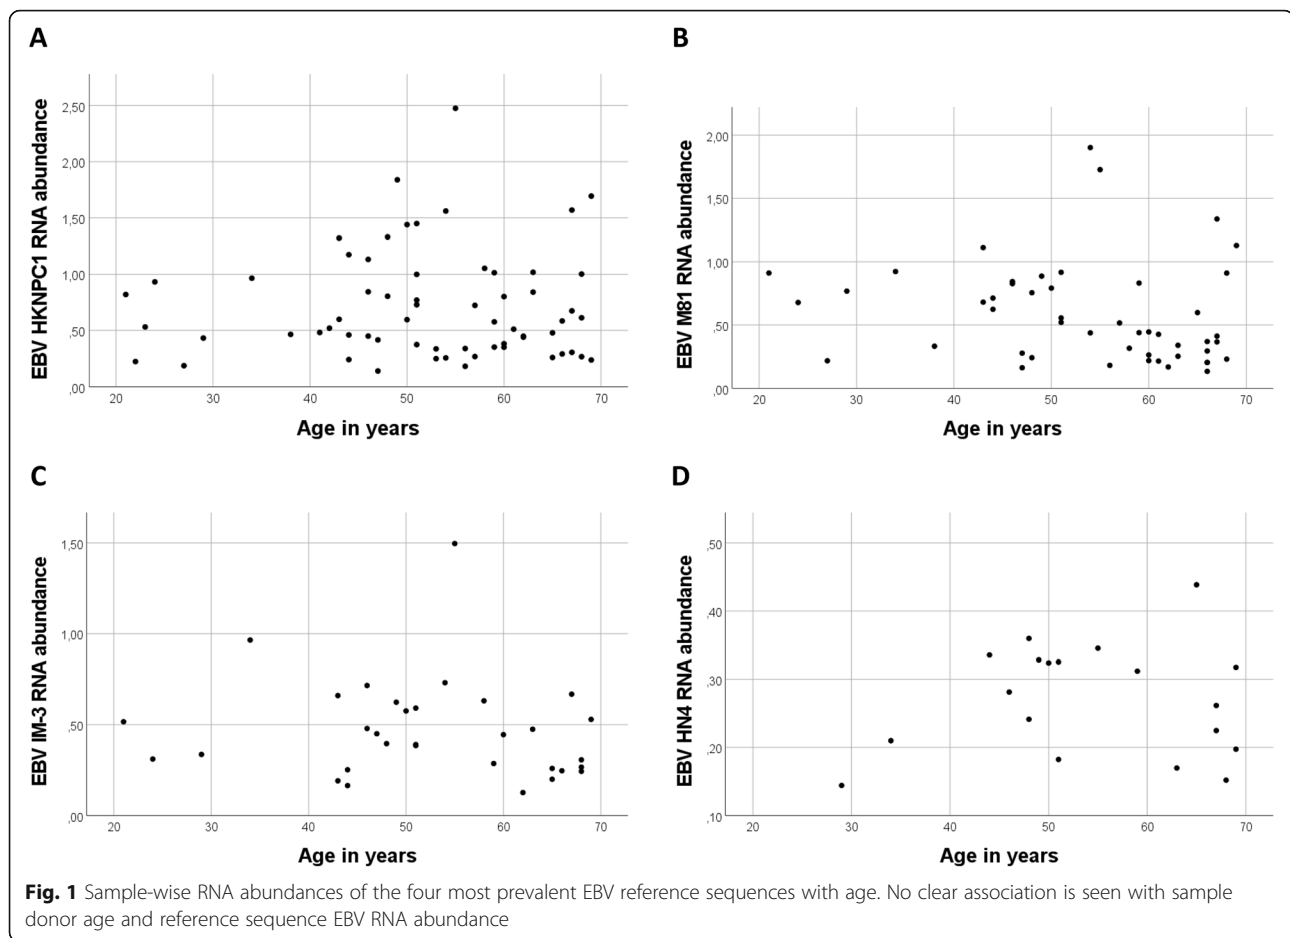 A
EBV HKNPC1 RNA abundance
2,50
2,00
1,50
1,00
,50
,00
20 30 40 50 60 70
Age in years
B
EBV M81 RNA abundance
2,00
1,50
1,00
,50
,00
20 30 40 50 60 70
Age in years
C
EBV IM-3 RNA abundance
1,50
1,00
,50
,00
20 30 40 50 60 70
Age in years
D
EBV HN4 RNA abundance
,50
,40
,30
,20
,10
20 30 40 50 60 70
Age in years
Fig. 1 Sample-wise RNA abundances of the four most prevalent EBV reference sequences with age. No clear association is seen with sample
donor age and reference sequence EBV RNA abundance